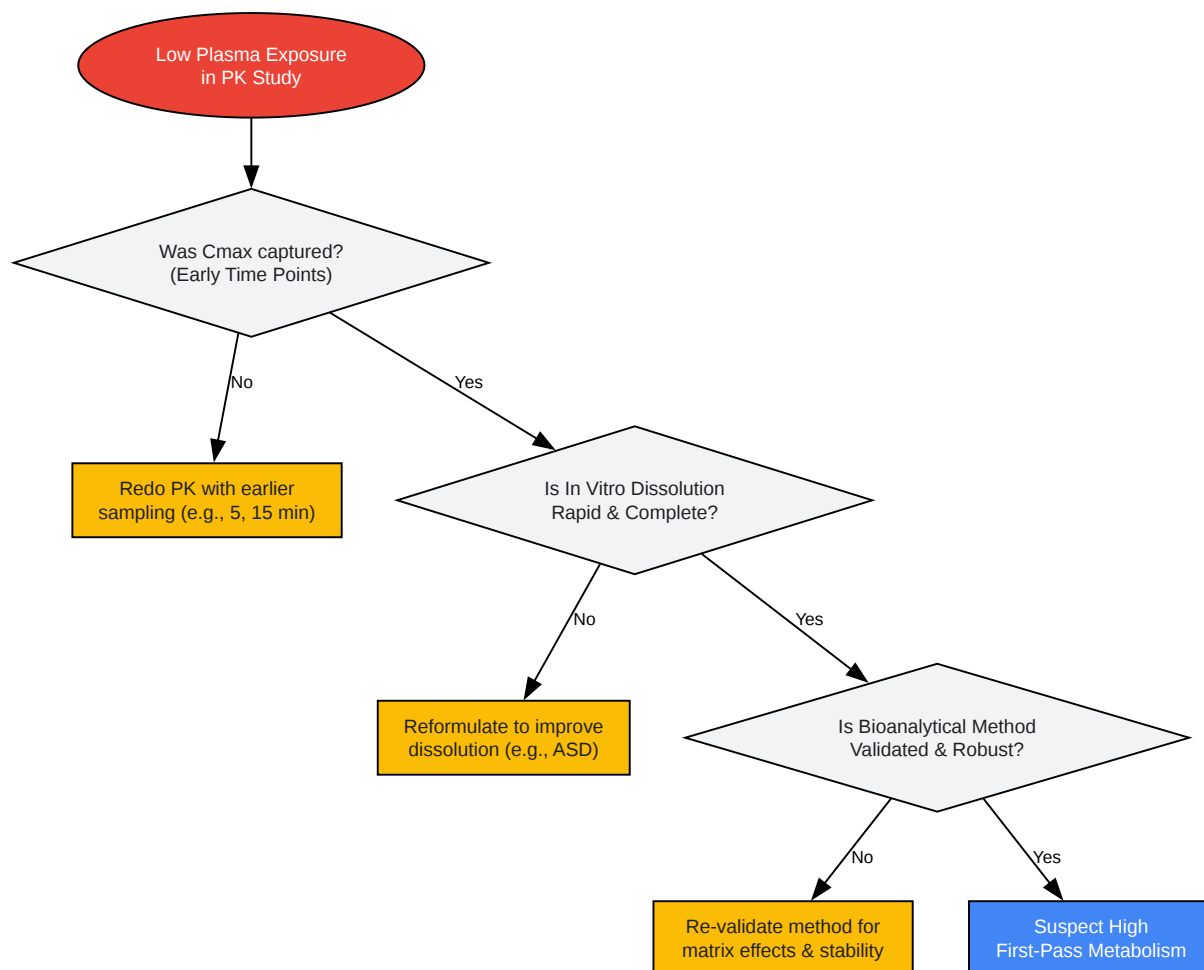 Low Plasma Exposure
in PK Study
Was Cmax captured?
(Early Time Points)
No
Yes
Redo PK with earlier
sampling (e.g., 5, 15 min)
Is In Vitro Dissolution
Rapid & Complete?
No
Yes
Reformulate to improve
dissolution (e.g., ASD)
Is Bioanalytical Method
Validated & Robust?
No
Yes
Re-validate method for
matrix effects & stability
Suspect High
First-Pass Metabolism